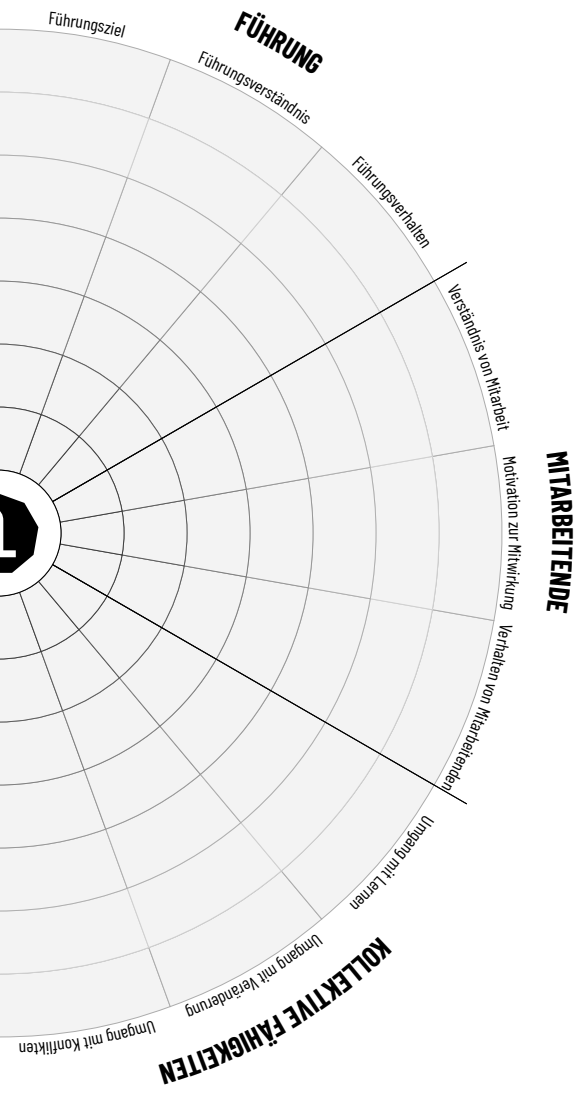 FÜHRUNG
Führungsziel
Führungsverständnis
Führungsverhalten
MITARBEITENDE
Verständnis von Mitarbeit
Motivation zur Mitwirkung
Verhalten von Mitarbeitenden
KOLLEKTIVE FÄHIGKEITEN
Umgang mit Lernen
Umgang mit Veränderung
Umgang mit Konflikten